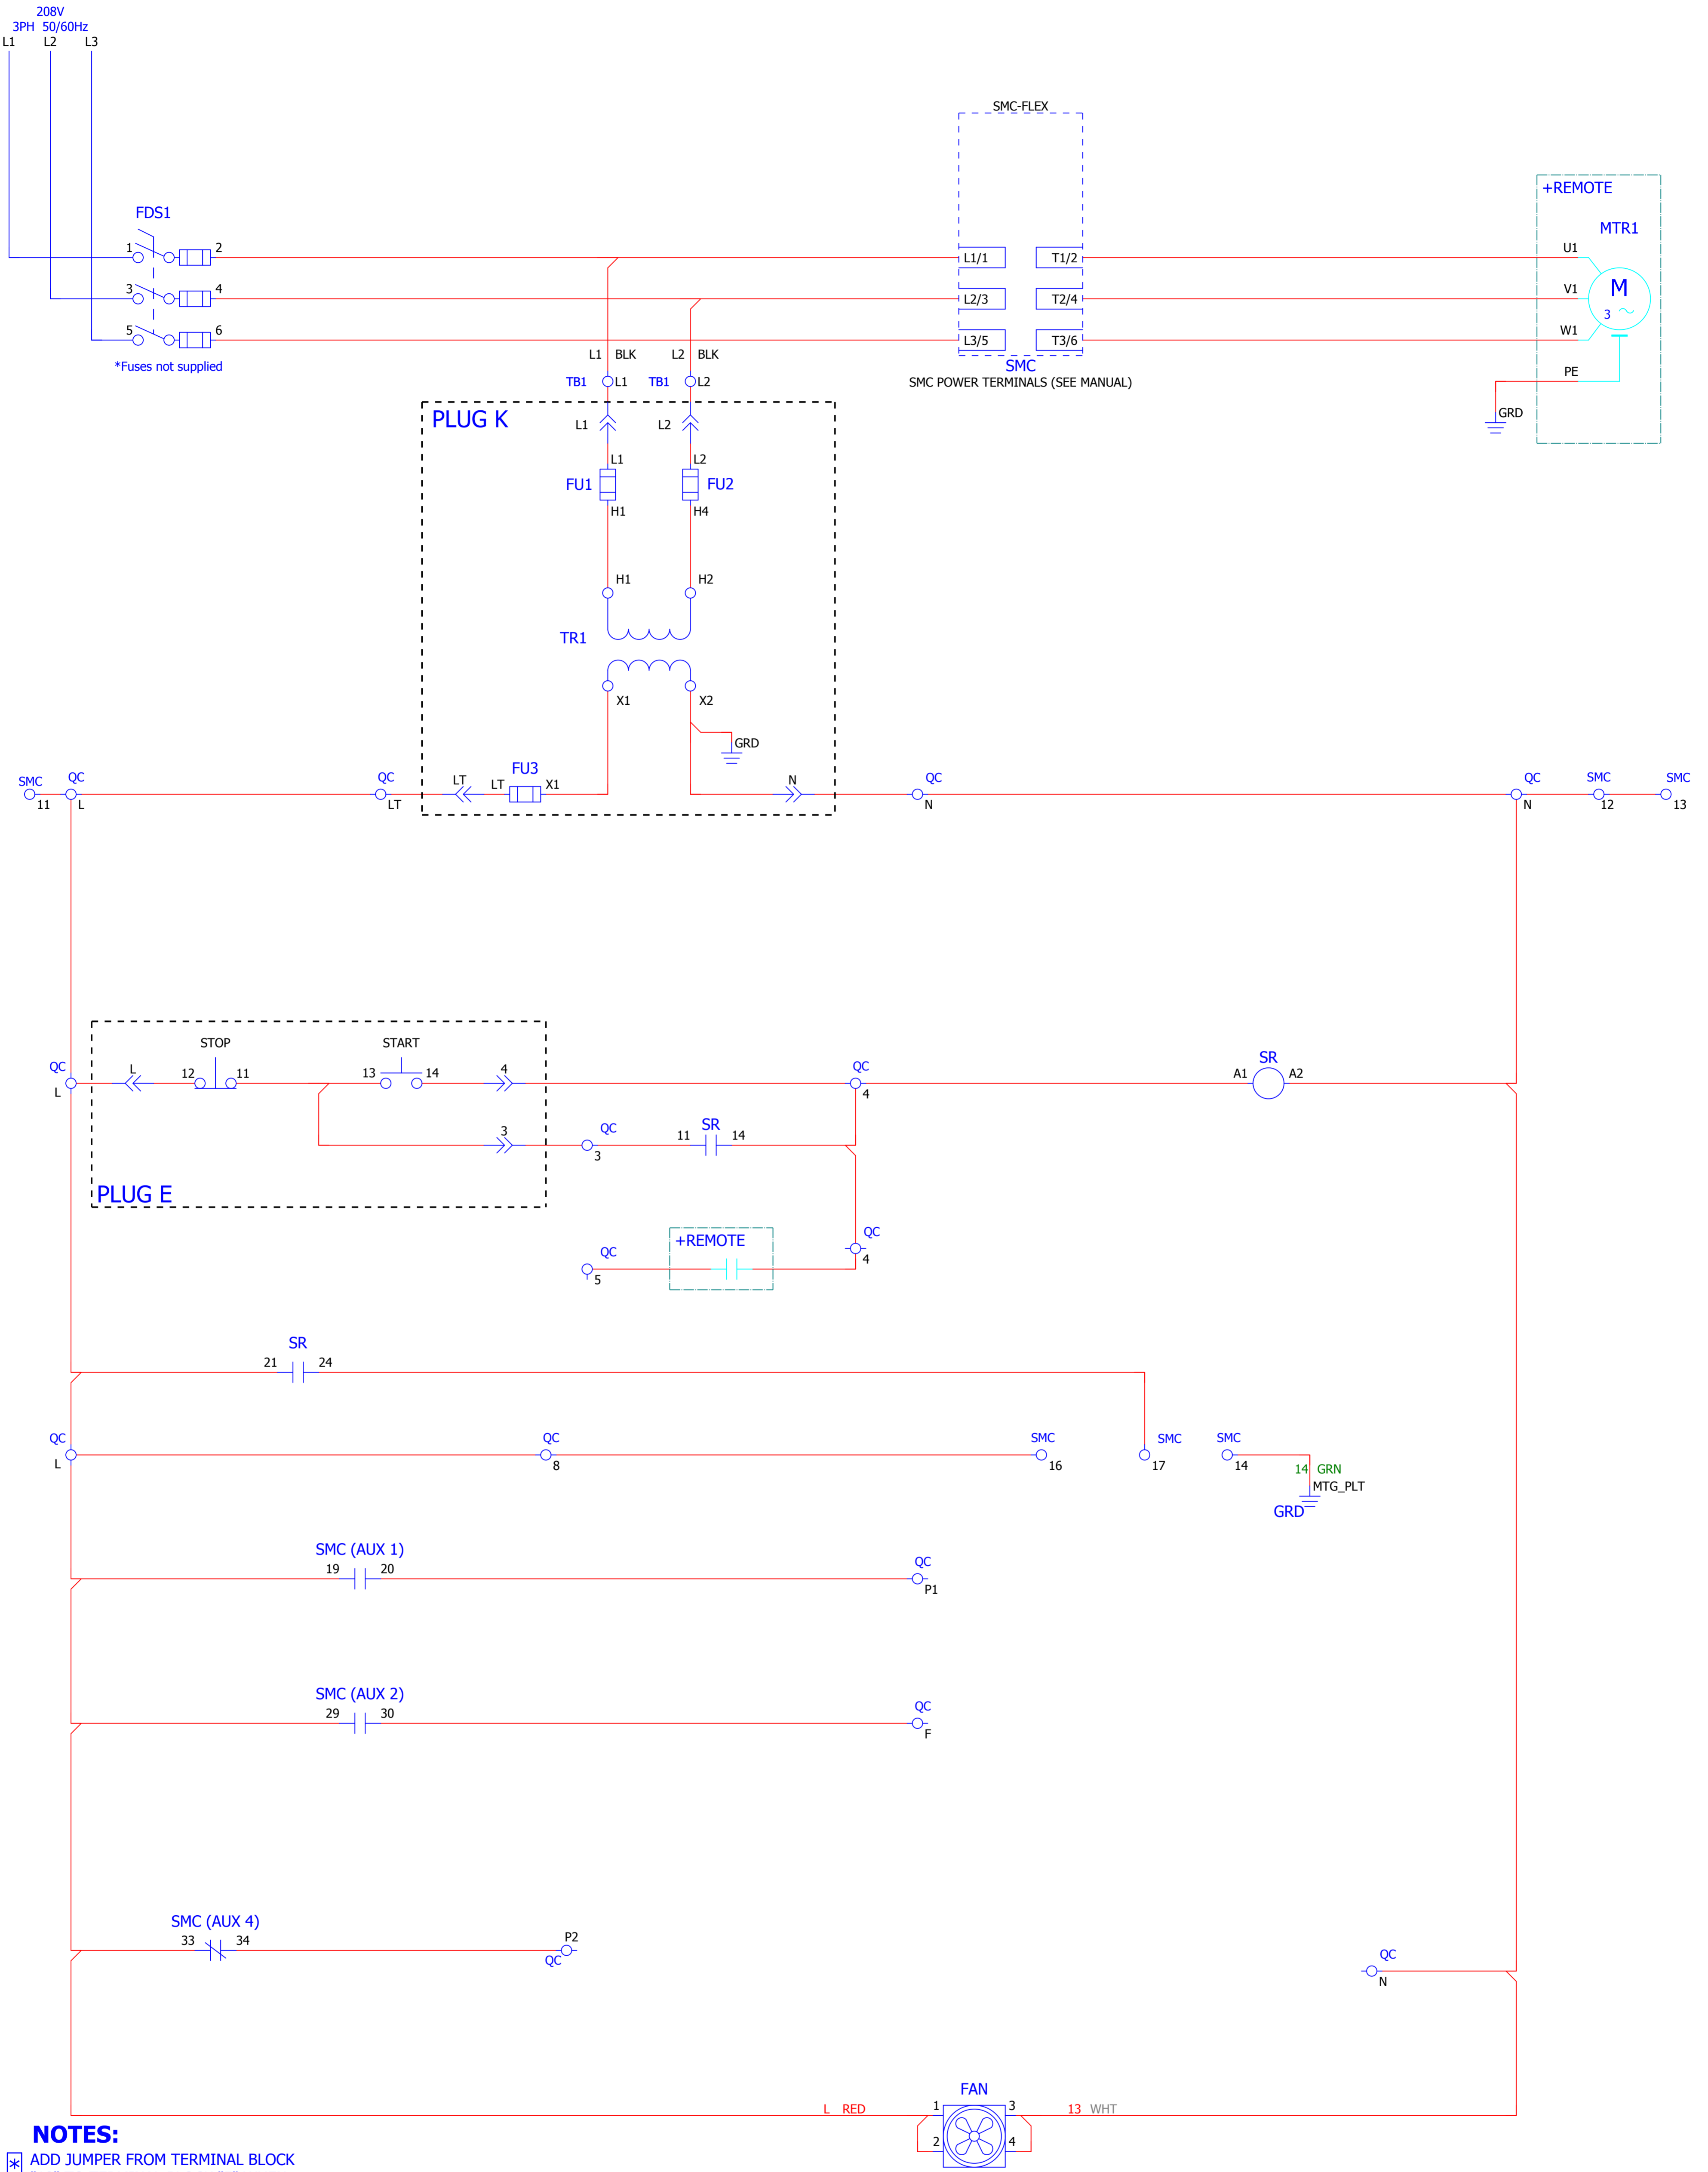 208V
3PH 50/60Hz
L1 L2 L3
SMC-FLEX
+REMOTE
FDS1
MTR1
1 2
L1/1 T1/2
U1
3 4
L2/3 T2/4
V1
M
3
5 6
L3/5 T3/6
W1
*Fuses not supplied
L1 BLK L2 BLK
SMC
PE
TB1 L1 TB1 L2
SMC POWER TERMINALS (SEE MANUAL)
PLUG K
L1 L2
GRD
L1 L2
FU1 FU2
H1 H4
H1 H2
TR1
X1 X2
GRD
SMC QC QC LT LT FU3 X1 N QC QC SMC SMC
11 L LT N N 12 13
STOP START
QC L 12 11 13 14 4 QC SR
L 4 A1 A2
3 QC 11 SR 14
3
PLUG E
+REMOTE
QC QC
5 4
SR
21 24
QC QC SMC SMC SMC
L 8 16 17 14
14 GRN
MTG_PLT
GRD
SMC (AUX 1)
19 20 QC
P1
SMC (AUX 2)
29 30 QC
F
SMC (AUX 4)
33 34 P2
QC
QC
N
FAN
L RED 1 3 13 WHT
2 4
NOTES:
* ADD JUMPER FROM TERMINAL BLOCK